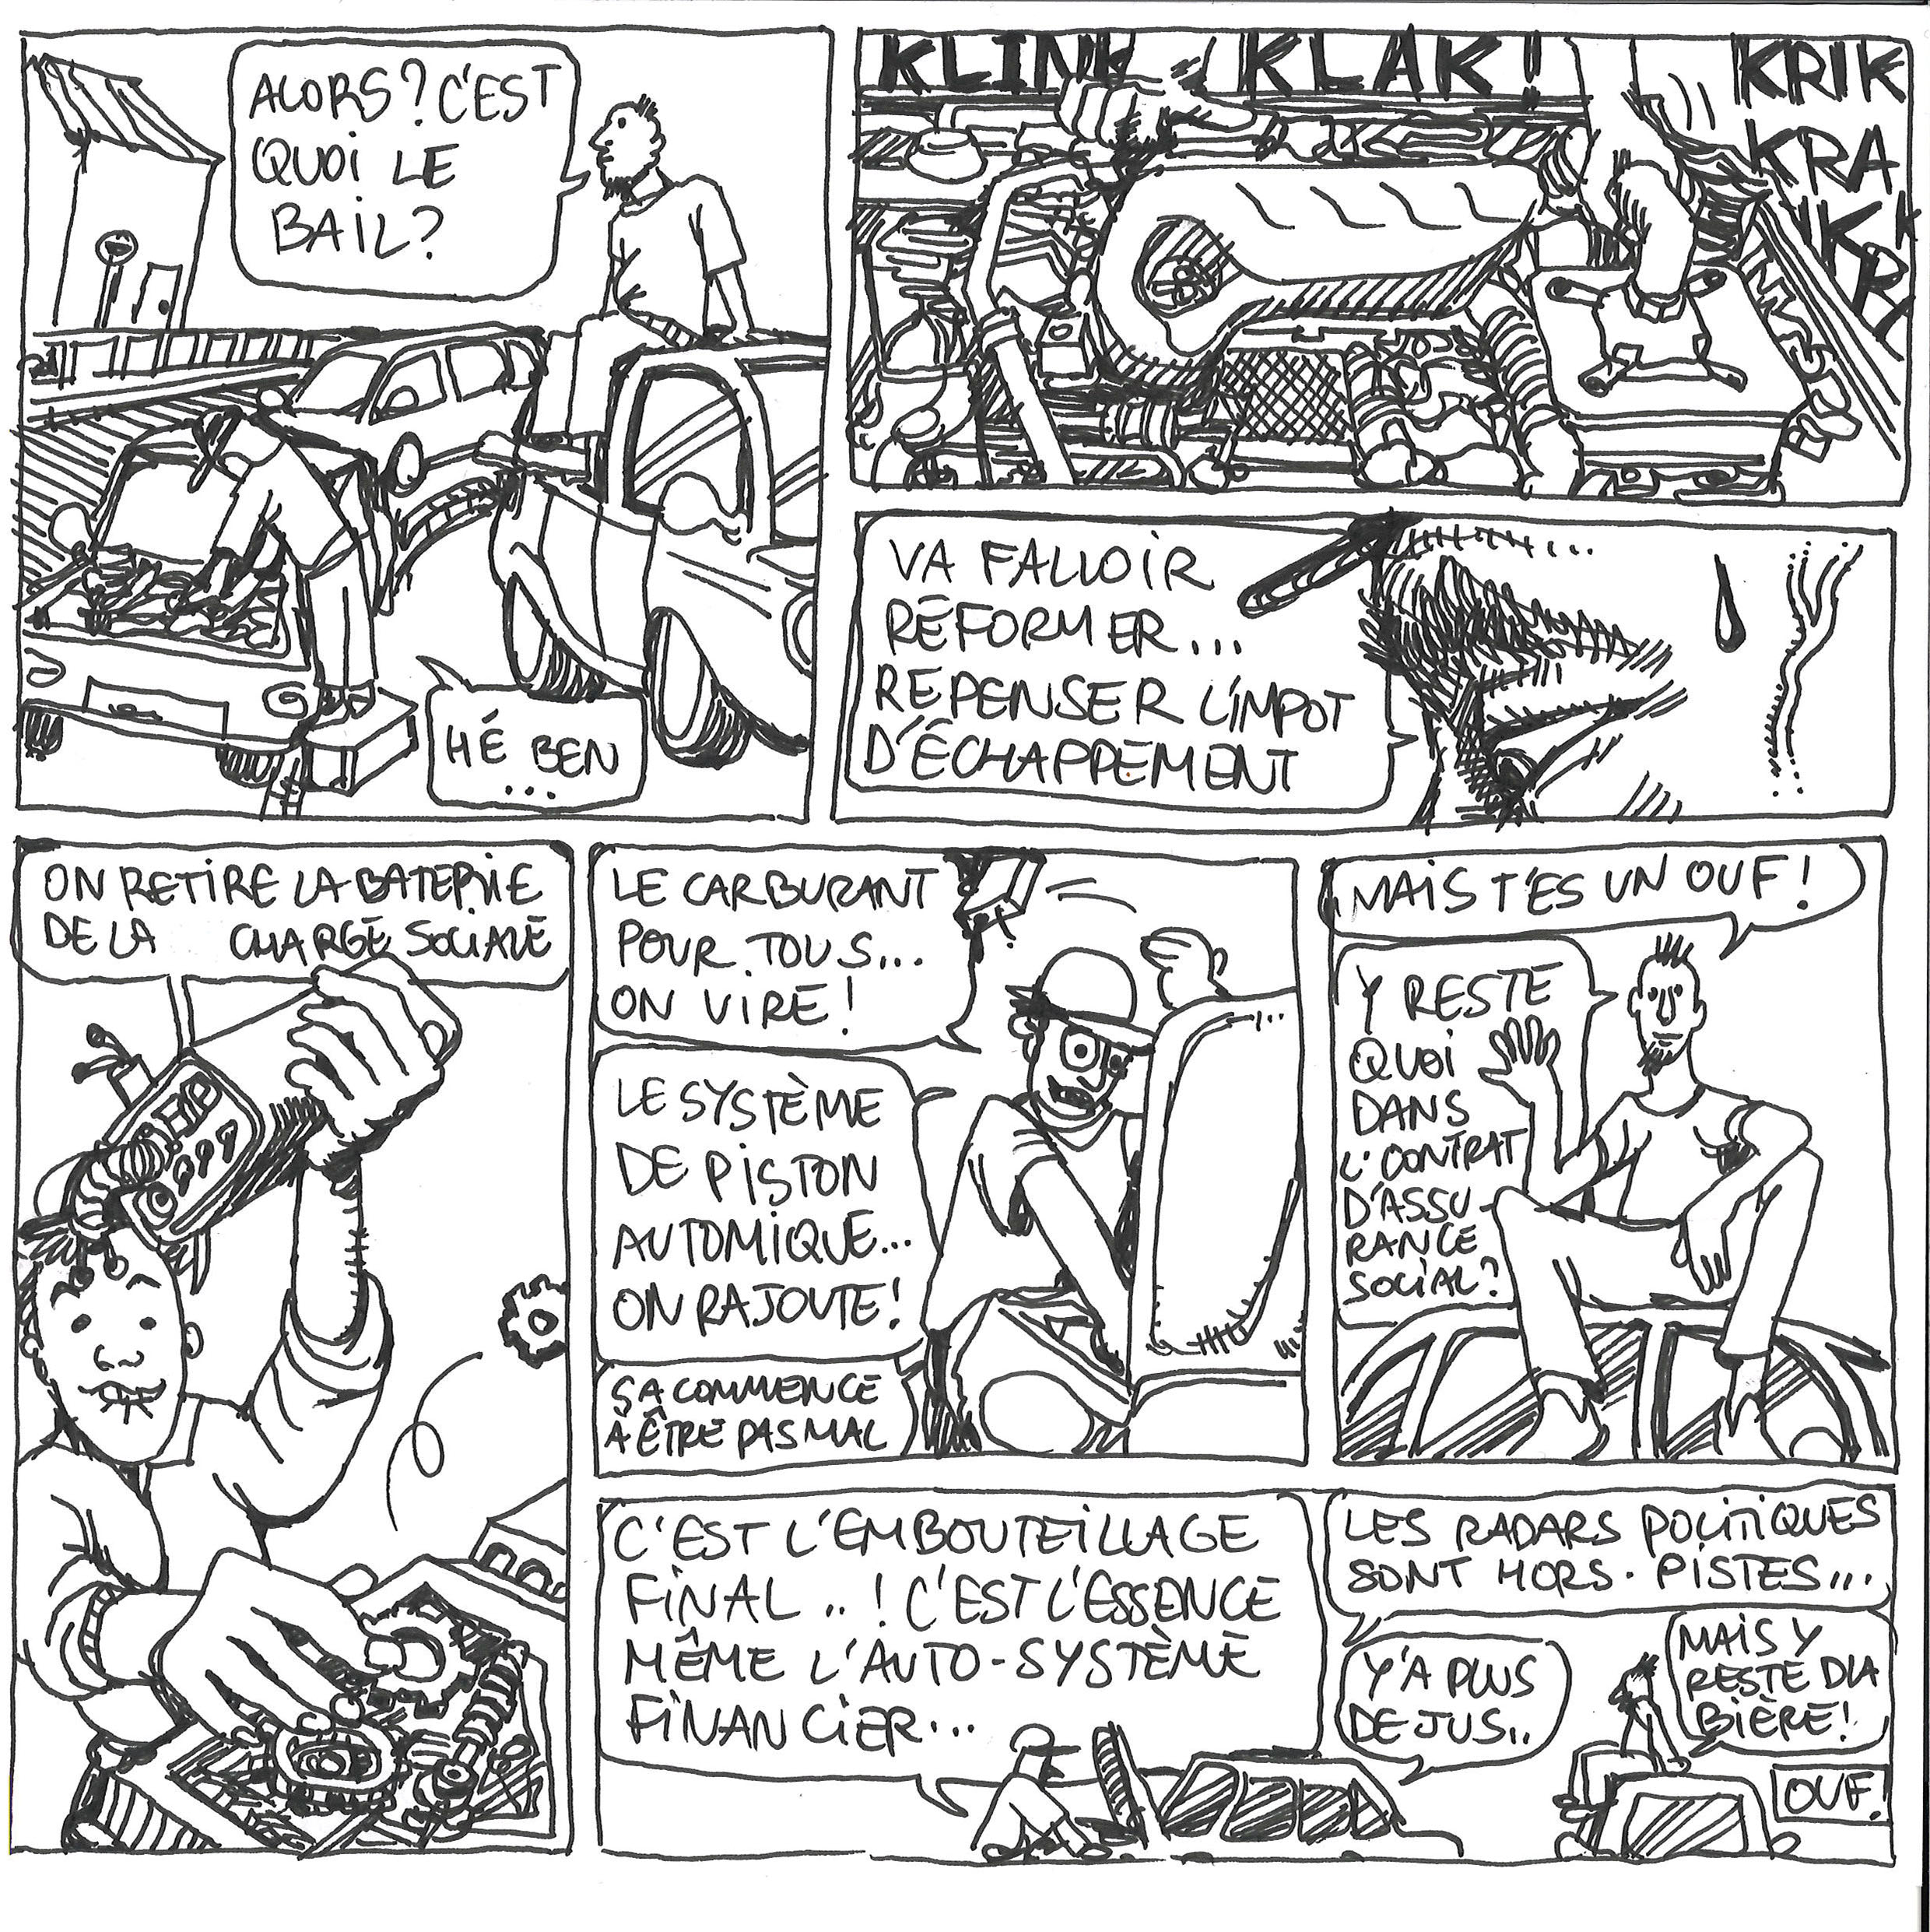 ALORS? C'EST
QUOI LE
BAIL?
HÉ BEN
...
KLINK KLAK! KRIK
KRA
VA FALLOIR
RÉFORMER...
REPENSER L'IMPOT
D'ÉCHAPPEMENT
ON RETIRE LA BATERIE
DE LA CHARGE SOCIALE
LE CARBURANT
POUR TOUS...
ON VIRE!
LE SYSTÈME
DE PISTON
AUTOMIQUE...
ON RAJOUTE!
ÇA COMMENCE
A ÊTRE PAS MAL
MAIS T'ES UN OUF!
Y RESTE
QUOI
DANS
L'CONTRAT
D'ASSU-
RANCE
SOCIAL?
C'EST L'EMBOUTEILLAGE
FINAL..! C'EST L'ESSENCE
MÊME L'AUTO-SYSTÈME
FINANCIER...
LES RADARS POLITIQUES
SONT HORS-PISTES...
Y'A PLUS
DE JUS..
MAIS Y
RESTE DLA
BIÈRE!
OUF!